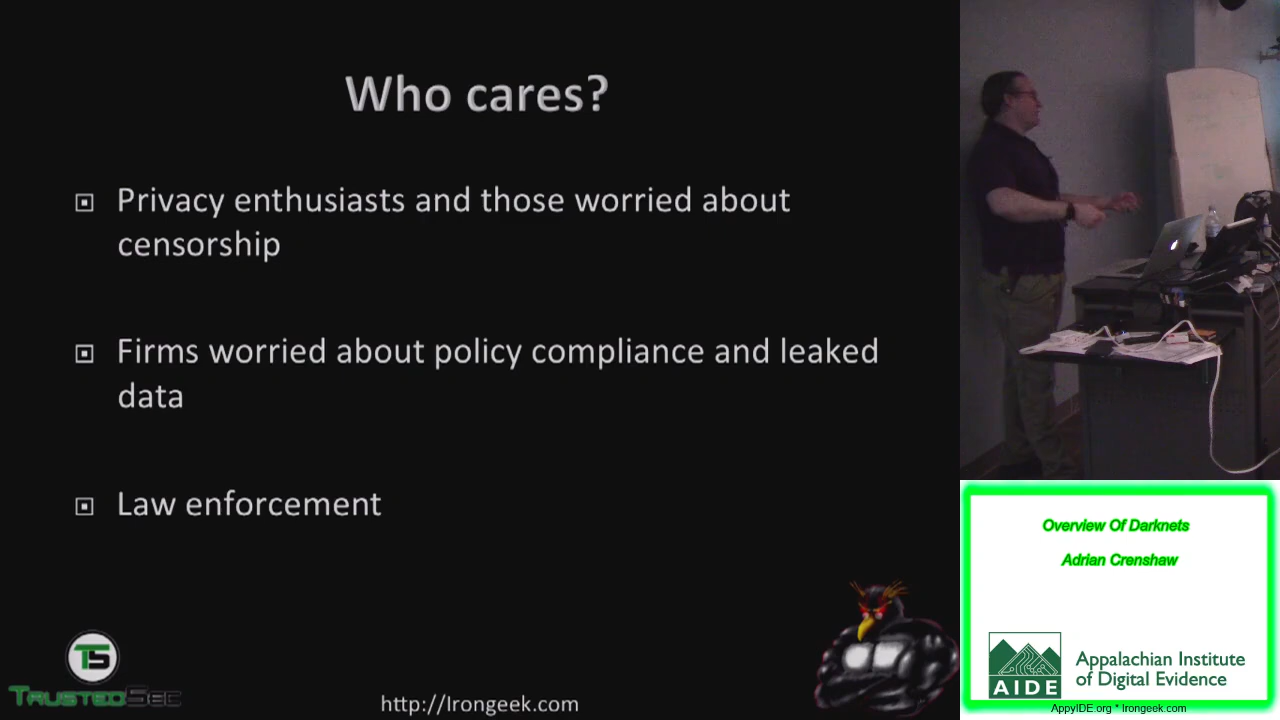 Who cares?
Privacy enthusiasts and those worried about
censorship
Firms worried about policy compliance and leaked
data
Law enforcement
TS
TRUSTEDSEC
http://Irongeek.com
Overview Of Darknets
Adrian Crenshaw
AIDE
Appalachian Institute
of Digital Evidence
AppyIDE.org * Irongeek.com